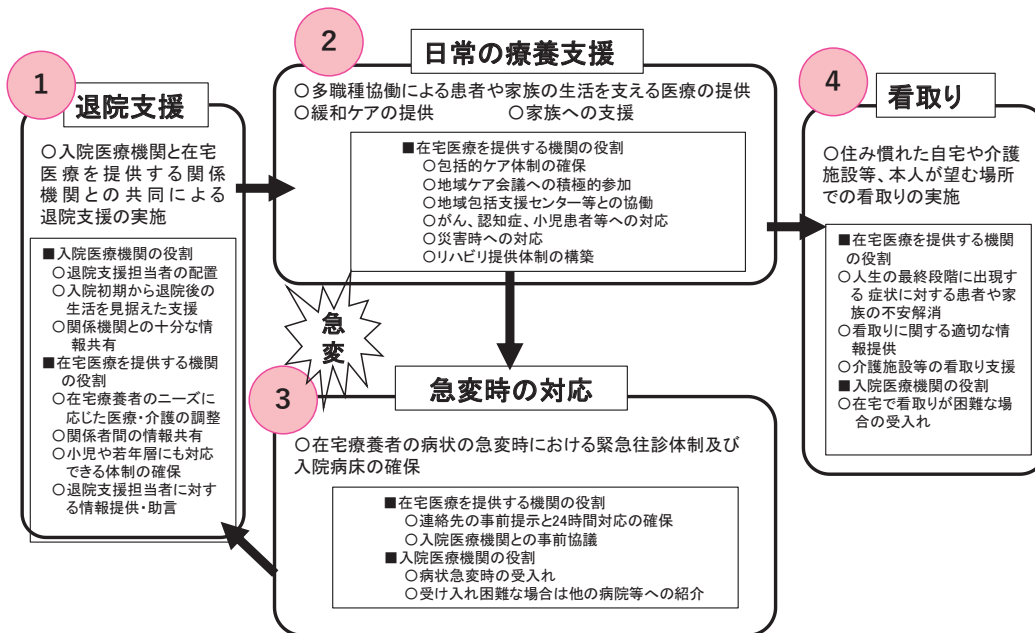 1
退院支援
○入院医療機関と在宅
医療を提供する関係
機関との共同による
退院支援の実施
■入院医療機関の役割
○退院支援担当者の配置
○入院初期から退院後の
生活を見据えた支援
○関係機関との十分な情
報共有
■在宅医療を提供する機関
の役割
○在宅療養者のニーズに
応じた医療・介護の調整
○関係者間の情報共有
○小児や若年層にも対応
できる体制の確保
○退院支援担当者に対す
る情報提供・助言
2
日常の療養支援
○多職種協働による患者や家族の生活を支える医療の提供
○緩和ケアの提供 ○家族への支援
■在宅医療を提供する機関の役割
○包括的ケア体制の確保
○地域ケア会議への積極的参加
○地域包括支援センター等との協働
○がん、認知症、小児患者等への対応
○災害時への対応
○リハビリ提供体制の構築
急
変
3
急変時の対応
○在宅療養者の病状の急変時における緊急往診体制及び
入院病床の確保
■在宅医療を提供する機関の役割
○連絡先の事前提示と24時間対応の確保
○入院医療機関との事前協議
■入院医療機関の役割
○病状急変時の受入れ
○受け入れ困難な場合は他の病院等への紹介
4
看取り
○住み慣れた自宅や介護
施設等、本人が望む場所
での看取りの実施
■在宅医療を提供する機関
の役割
○人生の最終段階に出現す
る 症状に対する患者や家
族の不安解消
○看取りに関する適切な情
報提供
○介護施設等の看取り支援
■入院医療機関の役割
○在宅で看取りが困難な場
合の受入れ